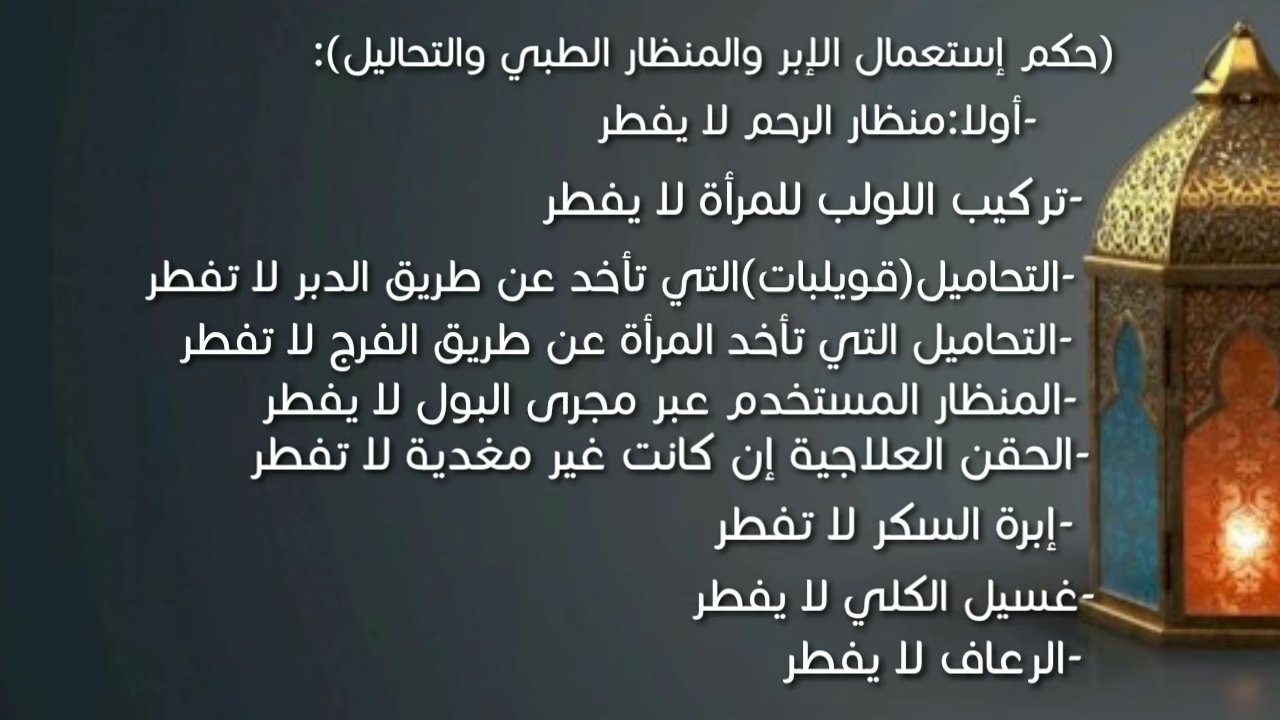 (حكم إستعمال الإبر والمنظار الطبي والتحاليل):
-أولا:منظار الرحم لا يفطر
-تركيب اللولب للمرأة لا يفطر
-التحاميل(قويلبات)التي تأخد عن طريق الدبر لا تفطر
-التحاميل التي تأخد المرأة عن طريق الفرج لا تفطر
-المنظار المستخدم عبر مجرى البول لا يفطر
-الحقن العلاجية إن كانت غير مغدية لا تفطر
-إبرة السكر لا تفطر
-غسيل الكلي لا يفطر
-الرعاف لا يفطر